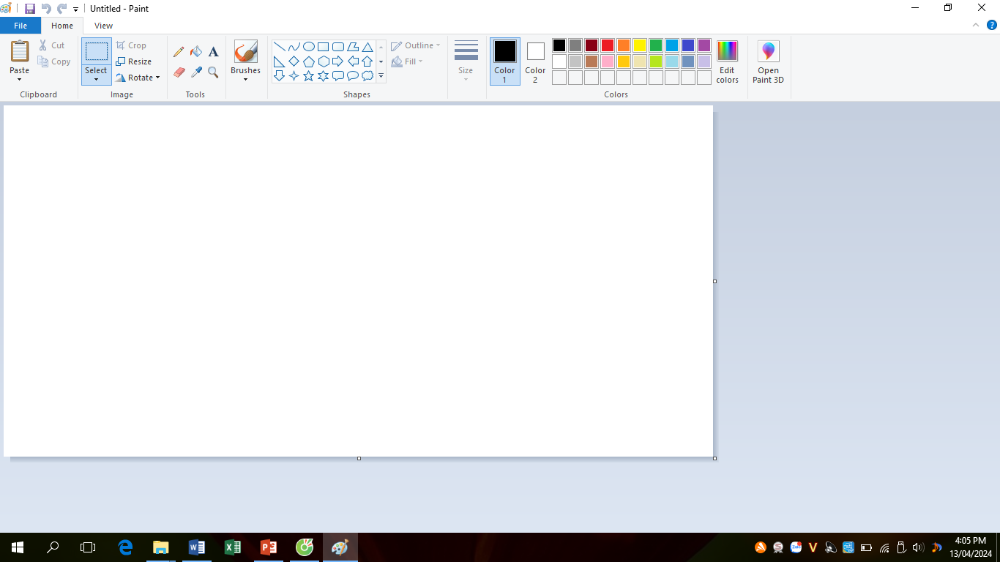 Untitled - Paint
File Home View
Paste
Clipboard
Cut
Copy
Select
Crop
Resize
Rotate
Image
Tools
Brushes
Shapes
Outline
Fill
Size
Color 1
Color 2
Colors
Edit colors
Open Paint 3D
4:05 PM
13/04/2024